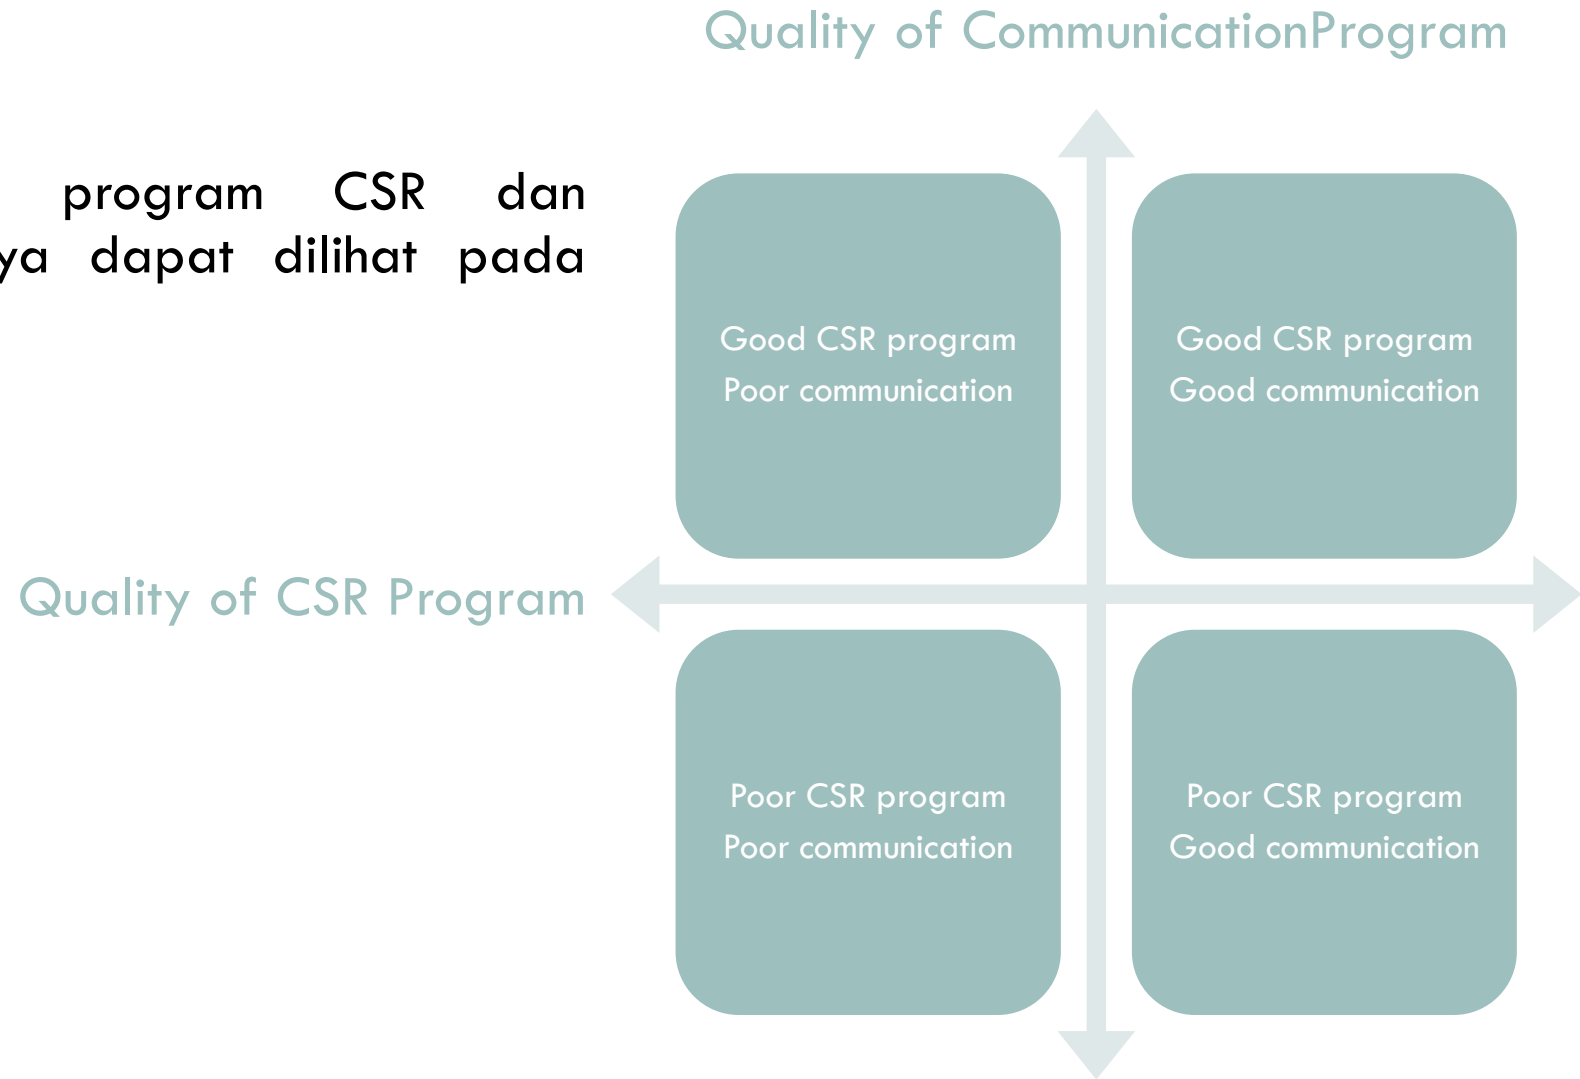 Quality of CommunicationProgram
program CSR dan
ya dapat dilihat pada
Good CSR program
Poor communication
Good CSR program
Good communication
Quality of CSR Program
Poor CSR program
Poor communication
Poor CSR program
Good communication